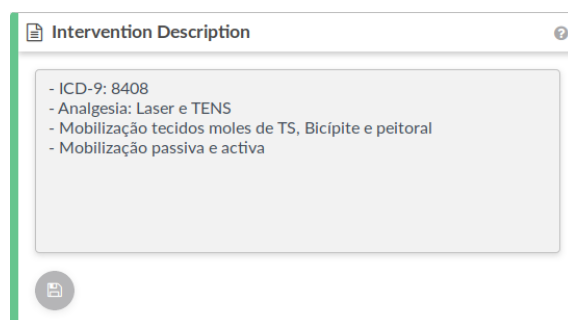 Intervention Description
- ICD-9: 8408
- Analgesia: Laser e TENS
- Mobilização tecidos moles de TS, Bicípite e peitoral
- Mobilização passiva e activa